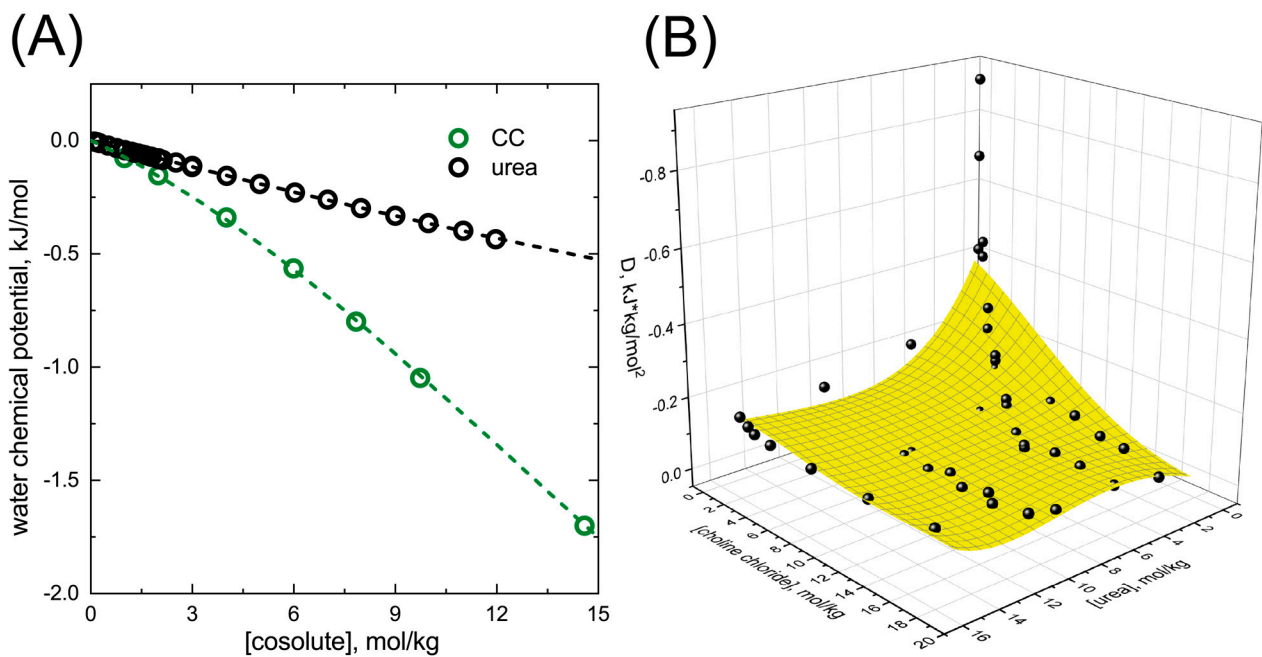 (A)
(B)
0.0
-0.5
-1.0
-1.5
-2.0
water chemical potential, kJ/mol
CC
urea
0 3 6 9 12 15
[cosolute], mol/kg
-0.8
-0.6
-0.4
-0.2
0.0
D, kJ*kg/mol²
0 2 4 6 8 10 12 14 16 18 20
[choline chloride], mol/kg
16 14 12 10 8 6 4 2 0
[urea], mol/kg